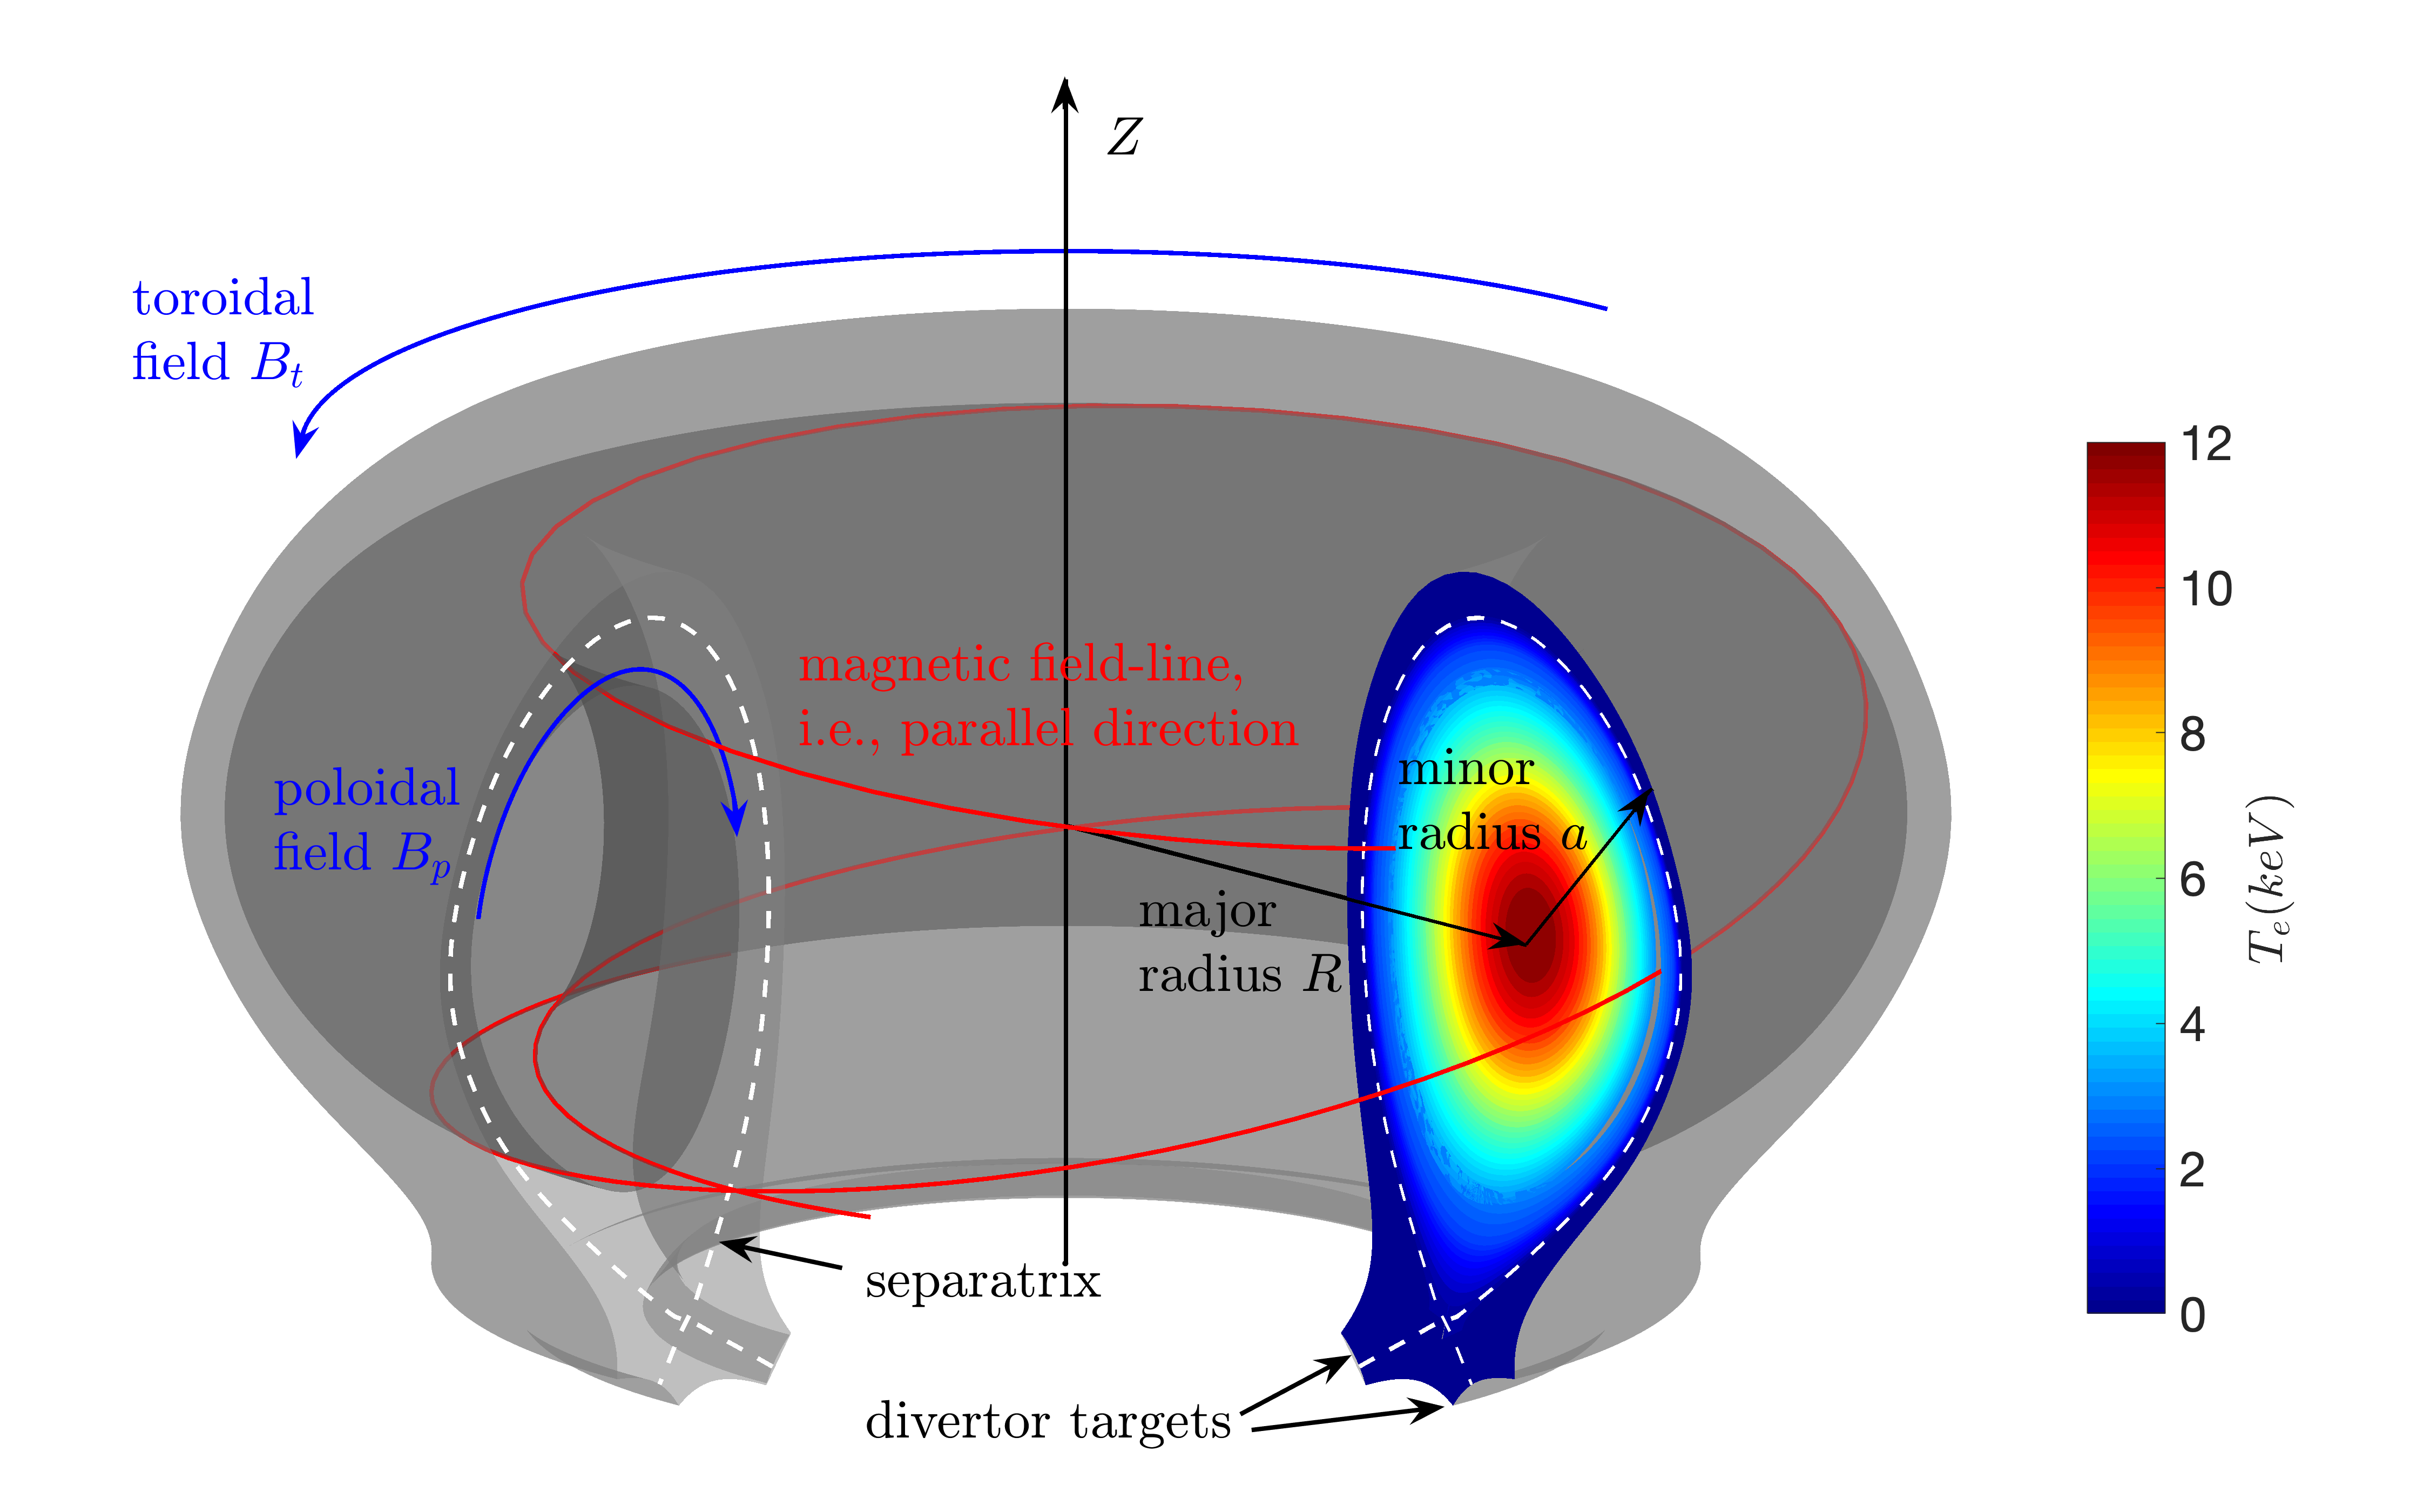 Z
toroidal
field B_t
magnetic field-line,
i.e., parallel direction
poloidal
field B_p
minor
radius a
major
radius R
separatrix
divertor targets
12
10
8
6
4
2
0
T_e(keV)